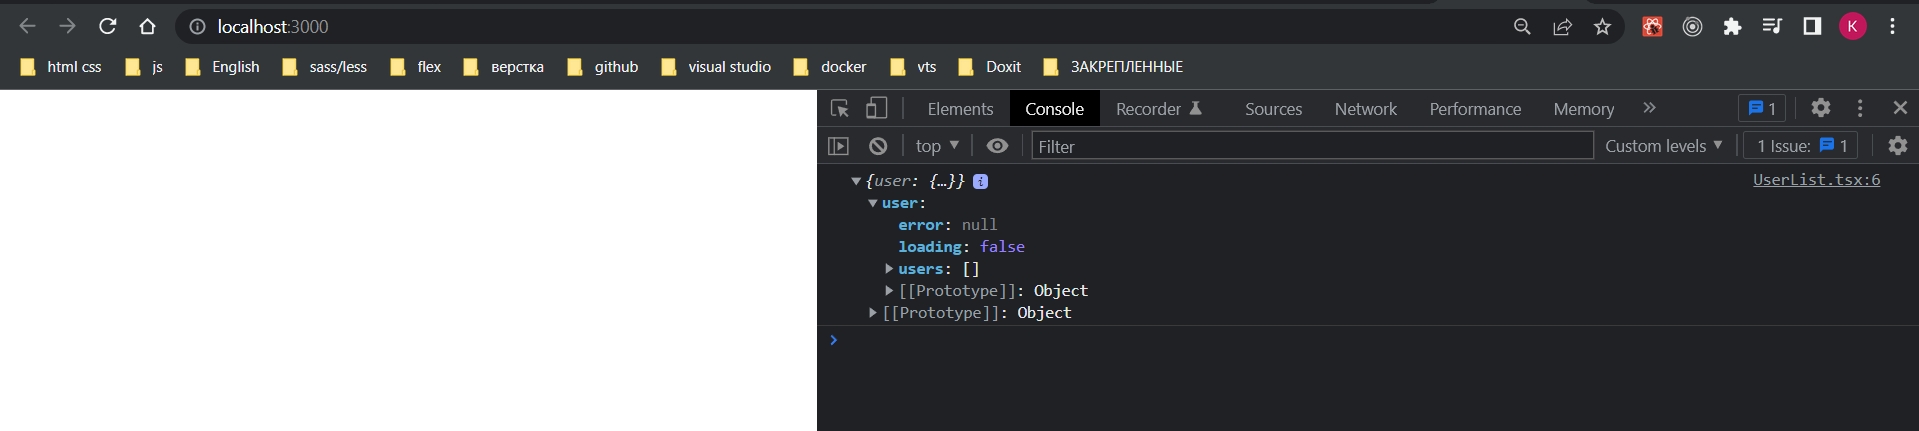 localhost:3000
K
html css js English sass/less flex верстка github visual studio docker vts Doxit ЗАКРЕПЛЕННЫЕ
Elements Console Recorder Sources Network Performance Memory » 1
top ▼ Filter Custom levels ▼ 1 Issue: 1
▼ {user: {…}} i UserList.tsx:6
▼ user:
error: null
loading: false
▶ users: []
▶ [[Prototype]]: Object
▶ [[Prototype]]: Object
›